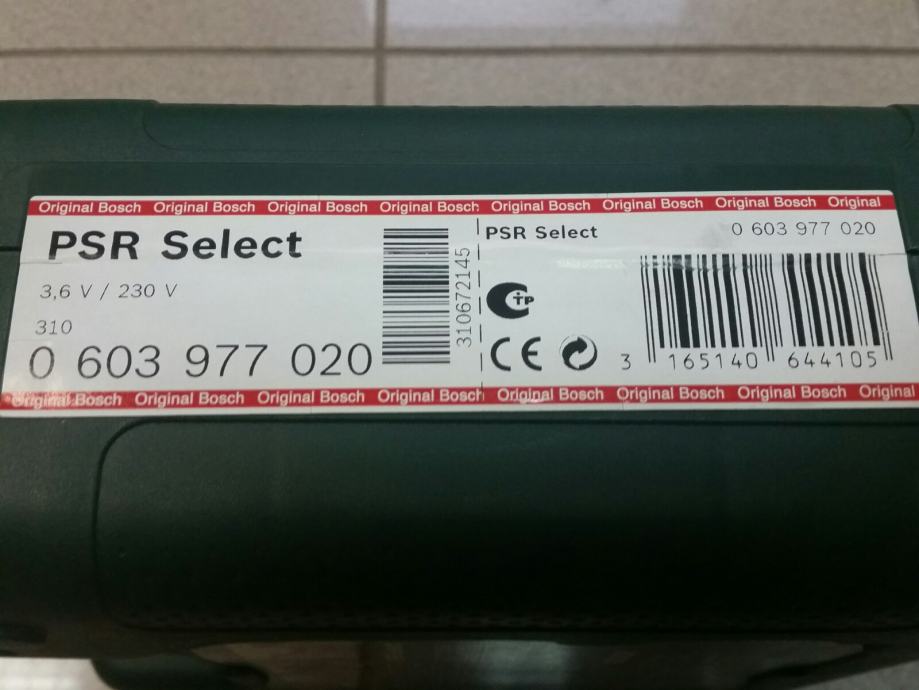 Original Bosch Original Bosch Original Bosch Original Bosch Original Bosch Original Bosch Original Bosch Original
PSR Select
3,6 V / 230 V
310
0 603 977 020
310672145
PSR Select
0 603 977 020
СТР
CE
3 165140 644105
Original Bosch Original Bosch Original Bosch Original Bosch Original Bosch Original Bosch Original Bosch Original